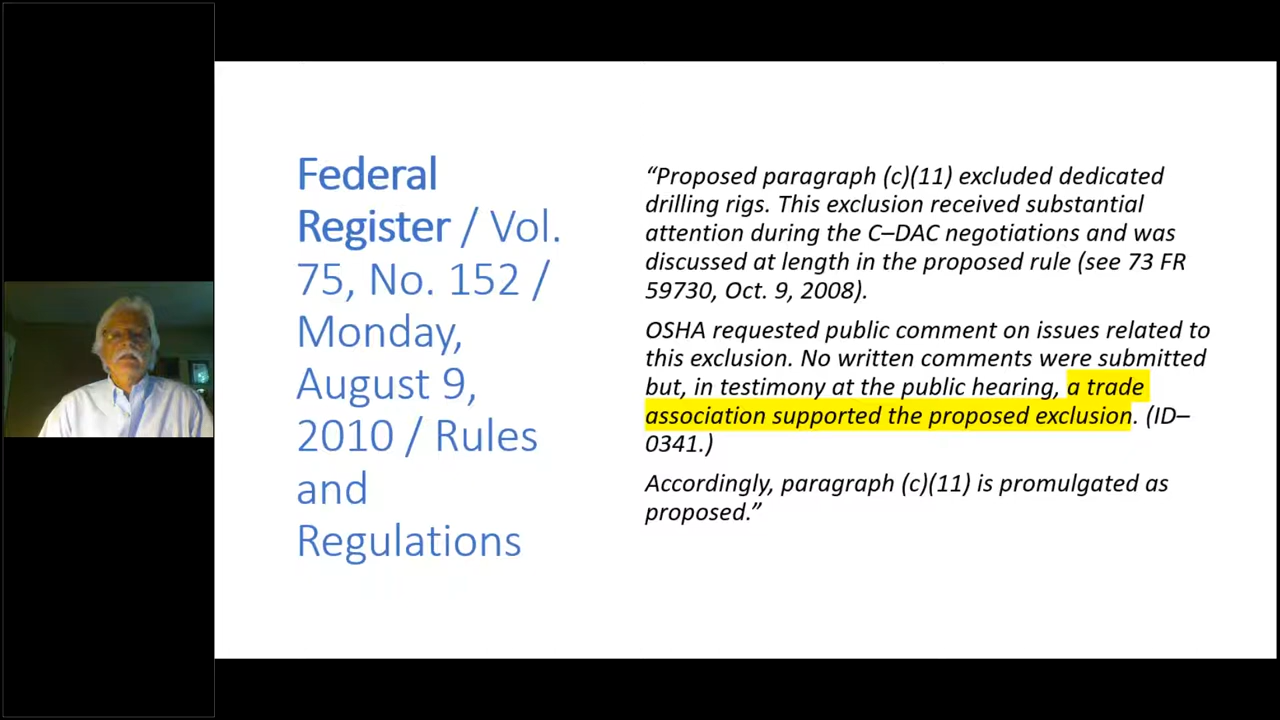 Federal
Register / Vol.
75, No. 152 /
Monday,
August 9,
2010 / Rules
and
Regulations
“Proposed paragraph (c)(11) excluded dedicated
drilling rigs. This exclusion received substantial
attention during the C–DAC negotiations and was
discussed at length in the proposed rule (see 73 FR
59730, Oct. 9, 2008).
OSHA requested public comment on issues related to
this exclusion. No written comments were submitted
but, in testimony at the public hearing, a trade
association supported the proposed exclusion. (ID–
0341.)
Accordingly, paragraph (c)(11) is promulgated as
proposed.”